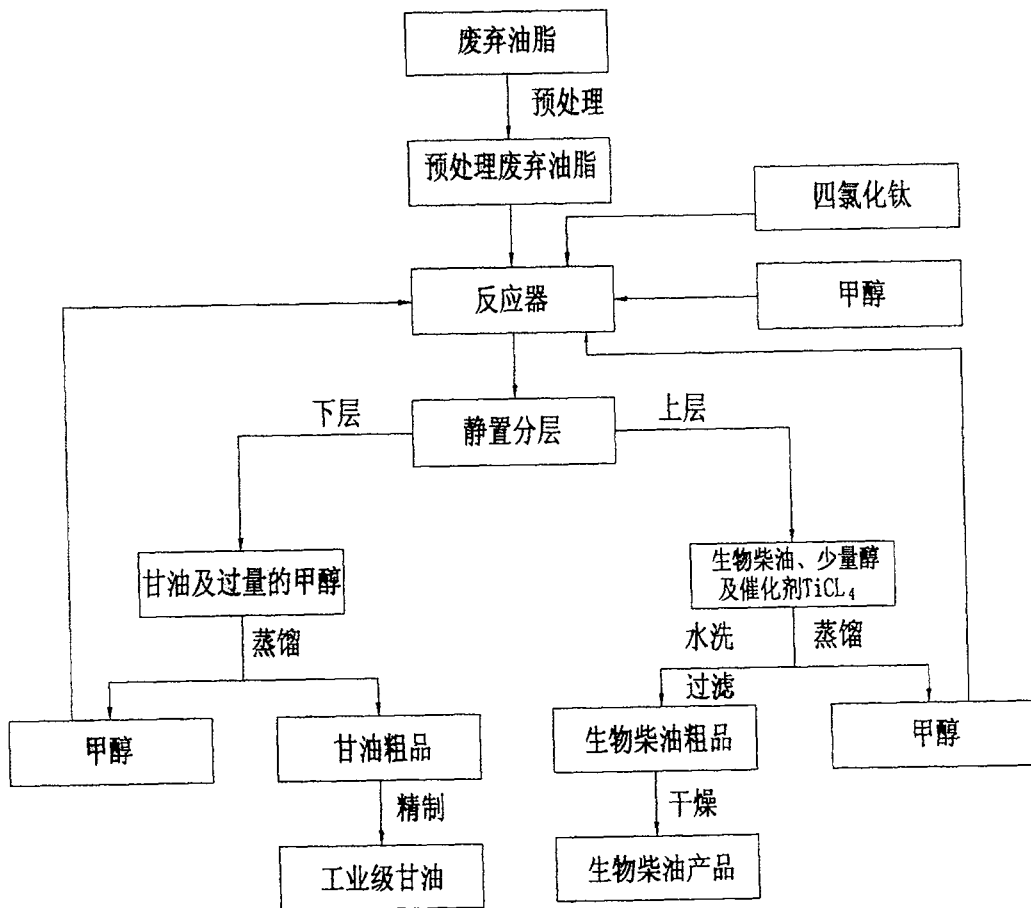 废弃油脂
预处理
预处理废弃油脂
四氯化钛
反应器
甲醇
下层
静置分层
上层
甘油及过量的甲醇
生物柴油、少量醇
及催化剂TiCL₄
蒸馏
水洗
蒸馏
过滤
甲醇
甘油粗品
生物柴油粗品
甲醇
精制
干燥
工业级甘油
生物柴油产品